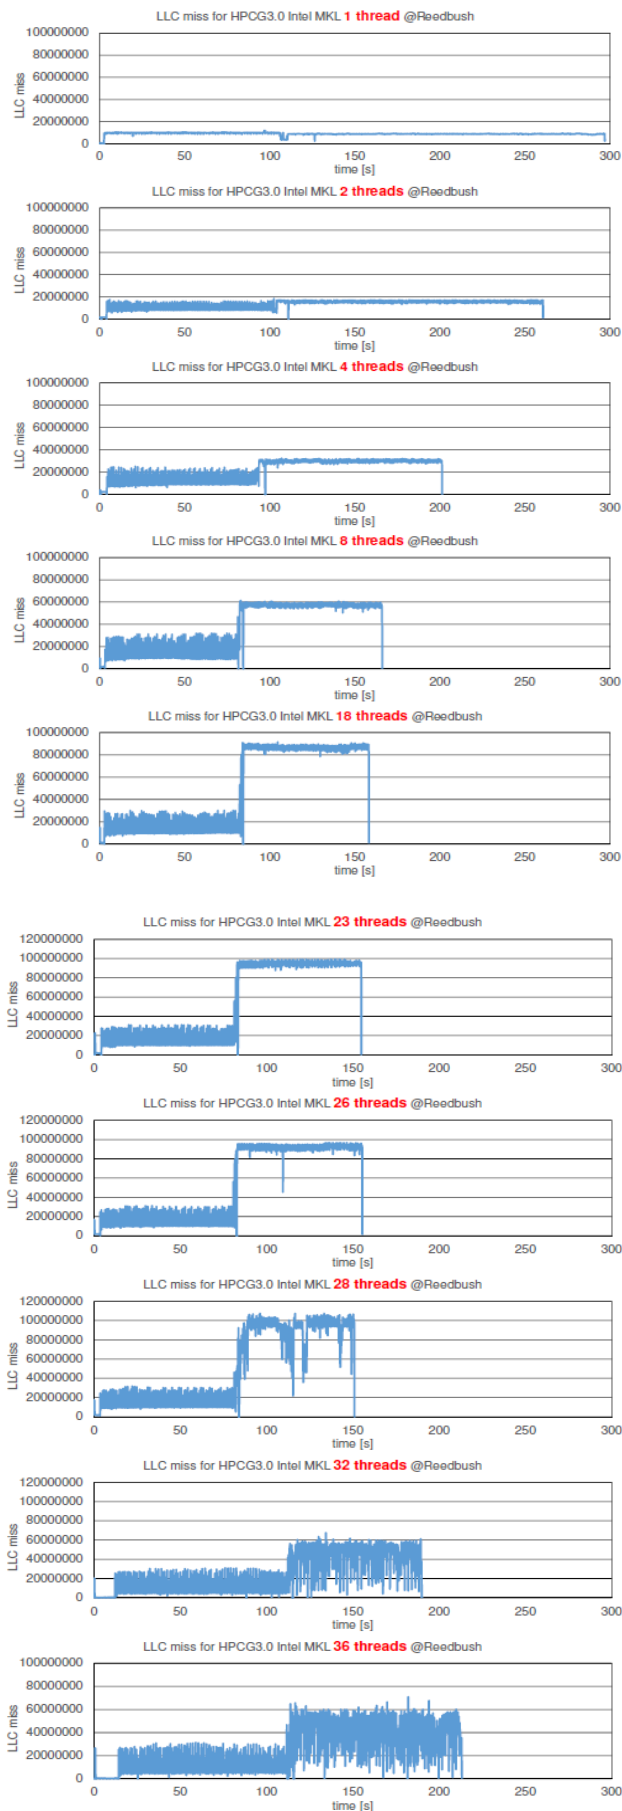 LLC miss for HPCG3.0 Intel MKL 1 thread @Reedbush
100000000
80000000
60000000
40000000
20000000
0
LLC miss
0 50 100 150 200 250 300
time [s]
LLC miss for HPCG3.0 Intel MKL 2 threads @Reedbush
100000000
80000000
60000000
40000000
20000000
0
LLC miss
0 50 100 150 200 250 300
time [s]
LLC miss for HPCG3.0 Intel MKL 4 threads @Reedbush
100000000
80000000
60000000
40000000
20000000
0
LLC miss
0 50 100 150 200 250 300
time [s]
LLC miss for HPCG3.0 Intel MKL 8 threads @Reedbush
100000000
80000000
60000000
40000000
20000000
0
LLC miss
0 50 100 150 200 250 300
time [s]
LLC miss for HPCG3.0 Intel MKL 18 threads @Reedbush
100000000
80000000
60000000
40000000
20000000
0
LLC miss
0 50 100 150 200 250 300
time [s]
LLC miss for HPCG3.0 Intel MKL 23 threads @Reedbush
120000000
100000000
80000000
60000000
40000000
20000000
0
LLC miss
0 50 100 150 200 250 300
time [s]
LLC miss for HPCG3.0 Intel MKL 26 threads @Reedbush
120000000
100000000
80000000
60000000
40000000
20000000
0
LLC miss
0 50 100 150 200 250 300
time [s]
LLC miss for HPCG3.0 Intel MKL 28 threads @Reedbush
120000000
100000000
80000000
60000000
40000000
20000000
0
LLC miss
0 50 100 150 200 250 300
time [s]
LLC miss for HPCG3.0 Intel MKL 32 threads @Reedbush
120000000
100000000
80000000
60000000
40000000
20000000
0
LLC miss
0 50 100 150 200 250 300
time [s]
LLC miss for HPCG3.0 Intel MKL 36 threads @Reedbush
100000000
80000000
60000000
40000000
20000000
0
LLC miss
0 50 100 150 200 250 300
time [s]